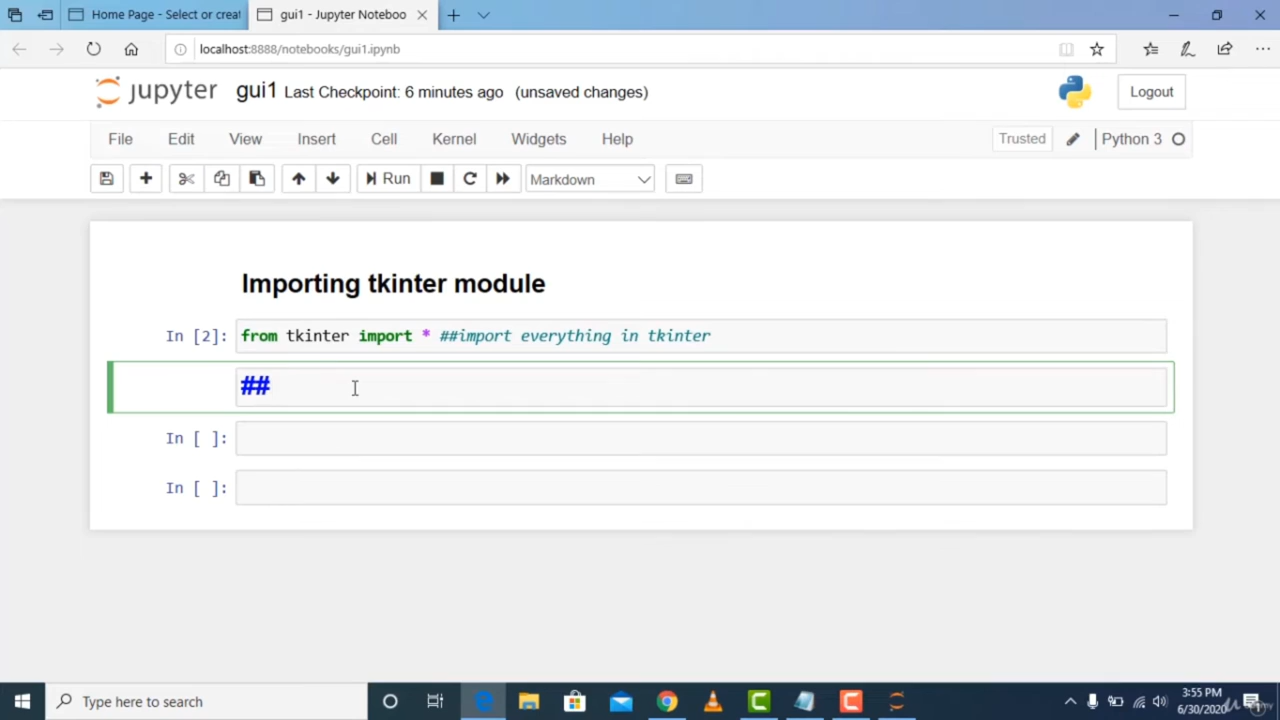 Home Page - Select or creat
gui1 - Jupyter Noteboo
localhost:8888/notebooks/gui1.ipynb
jupyter gui1 Last Checkpoint: 6 minutes ago (unsaved changes)
Logout
File Edit View Insert Cell Kernel Widgets Help
Trusted
Python 3
Run
Markdown
Importing tkinter module
In [2]: from tkinter import * ##import everything in tkinter
##
In [ ]:
In [ ]:
Type here to search
3:55 PM
6/30/2020